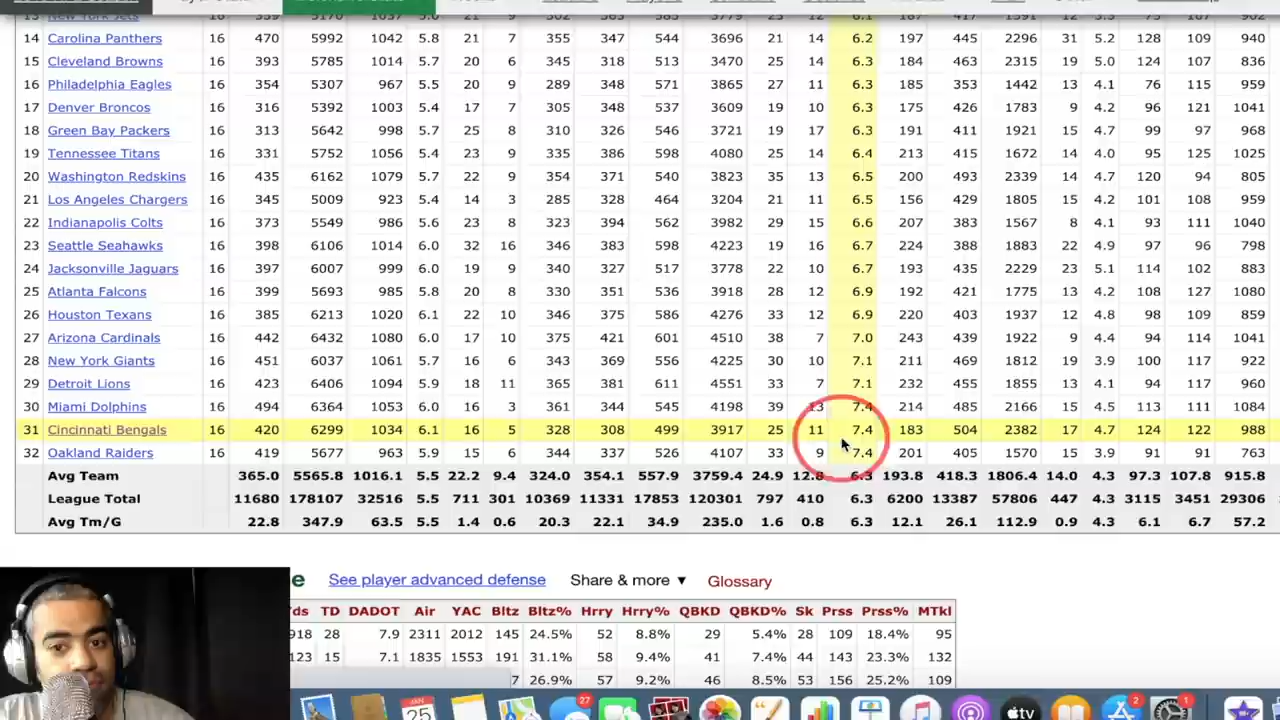 14 Carolina Panthers 16 470 5992 1042 5.8 21 7 355 347 544 3696 21 14 6.2 197 445 2296 31 5.2 128 109 940
15 Cleveland Browns 16 393 5785 1014 5.7 20 6 345 318 513 3470 25 14 6.3 184 463 2315 19 5.0 124 107 836
16 Philadelphia Eagles 16 354 5307 967 5.5 20 9 289 348 571 3865 27 11 6.3 185 353 1442 13 4.1 76 115 959
17 Denver Broncos 16 316 5392 1003 5.4 17 7 305 348 537 3609 19 10 6.3 175 426 1783 9 4.2 96 121 1041
18 Green Bay Packers 16 313 5642 998 5.7 25 8 310 326 546 3721 19 17 6.3 191 411 1921 15 4.7 99 97 968
19 Tennessee Titans 16 331 5752 1056 5.4 23 9 335 386 598 4080 25 14 6.4 213 415 1672 14 4.0 95 125 1025
20 Washington Redskins 16 435 6162 1079 5.7 22 9 354 371 540 3823 35 13 6.5 200 493 2339 14 4.7 120 94 805
21 Los Angeles Chargers 16 345 5009 923 5.4 14 3 285 328 464 3204 21 11 6.5 156 429 1805 15 4.2 101 108 959
22 Indianapolis Colts 16 373 5549 986 5.6 23 8 323 394 562 3982 29 15 6.6 207 383 1567 8 4.1 93 111 1040
23 Seattle Seahawks 16 398 6106 1014 6.0 32 16 346 383 598 4223 19 16 6.7 224 388 1883 22 4.9 97 96 798
24 Jacksonville Jaguars 16 397 6007 999 6.0 19 9 340 327 517 3778 22 10 6.7 193 435 2229 23 5.1 114 102 883
25 Atlanta Falcons 16 399 5693 985 5.8 20 8 330 351 536 3918 28 12 6.9 192 421 1775 13 4.2 108 127 1080
26 Houston Texans 16 385 6213 1020 6.1 22 10 346 375 586 4276 33 12 6.9 220 403 1937 12 4.8 98 109 859
27 Arizona Cardinals 16 442 6432 1080 6.0 17 10 375 421 601 4510 38 7 7.0 243 439 1922 9 4.4 94 114 1041
28 New York Giants 16 451 6037 1061 5.7 16 6 343 369 556 4225 30 10 7.1 211 469 1812 19 3.9 100 117 922
29 Detroit Lions 16 423 6406 1094 5.9 18 11 365 381 611 4551 33 7 7.1 232 455 1855 13 4.1 94 117 960
30 Miami Dolphins 16 494 6364 1053 6.0 16 3 361 344 545 4198 39 13 7.4 214 485 2166 15 4.5 113 111 1084
31 Cincinnati Bengals 16 420 6299 1034 6.1 16 5 328 308 499 3917 25 11 7.4 183 504 2382 17 4.7 124 122 988
32 Oakland Raiders 16 419 5677 963 5.9 15 6 344 337 526 4107 33 9 7.4 201 405 1570 15 3.9 91 91 763
Avg Team 365.0 5565.8 1016.1 5.5 22.2 9.4 324.0 354.1 557.9 3759.4 24.9 12.8 6.3 193.8 418.3 1806.4 14.0 4.3 97.3 107.8 915.8
League Total 11680 178107 32516 5.5 711 301 10369 11331 17853 120301 797 410 6.3 6200 13387 57806 447 4.3 3115 3451 29306
Avg Tm/G 22.8 347.9 63.5 5.5 1.4 0.6 20.3 22.1 34.9 235.0 1.6 0.8 6.3 12.1 26.1 112.9 0.9 4.3 6.1 6.7 57.2
e See player advanced defense Share & more ▼ Glossary
Yds TD DADOT Air YAC Bltz Bltz% Hrry Hrry% QBKD QBKD% Sk Prss Prss% MTkl
918 28 7.9 2311 2012 145 24.5% 52 8.8% 29 5.4% 28 109 18.4% 95
123 15 7.1 1835 1553 191 31.1% 58 9.4% 41 7.4% 44 143 23.3% 132
7 26.9% 57 9.2% 46 8.5% 53 156 25.2% 109
JAN
25
27
tv
2
1